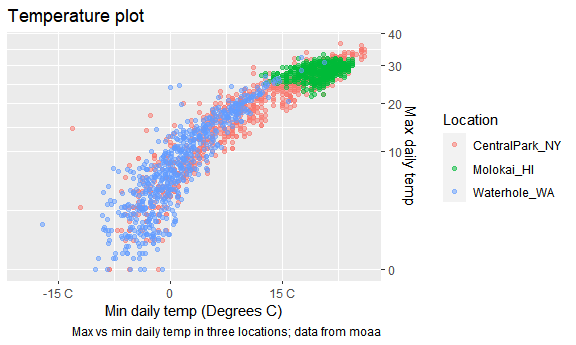 Temperature plot
40
30
20
10
0
Max daily temp
-15 C
0
15 C
Min daily temp (Degrees C)
Max vs min daily temp in three locations; data from moaa
Location
CentralPark_NY
Molokai_HI
Waterhole_WA